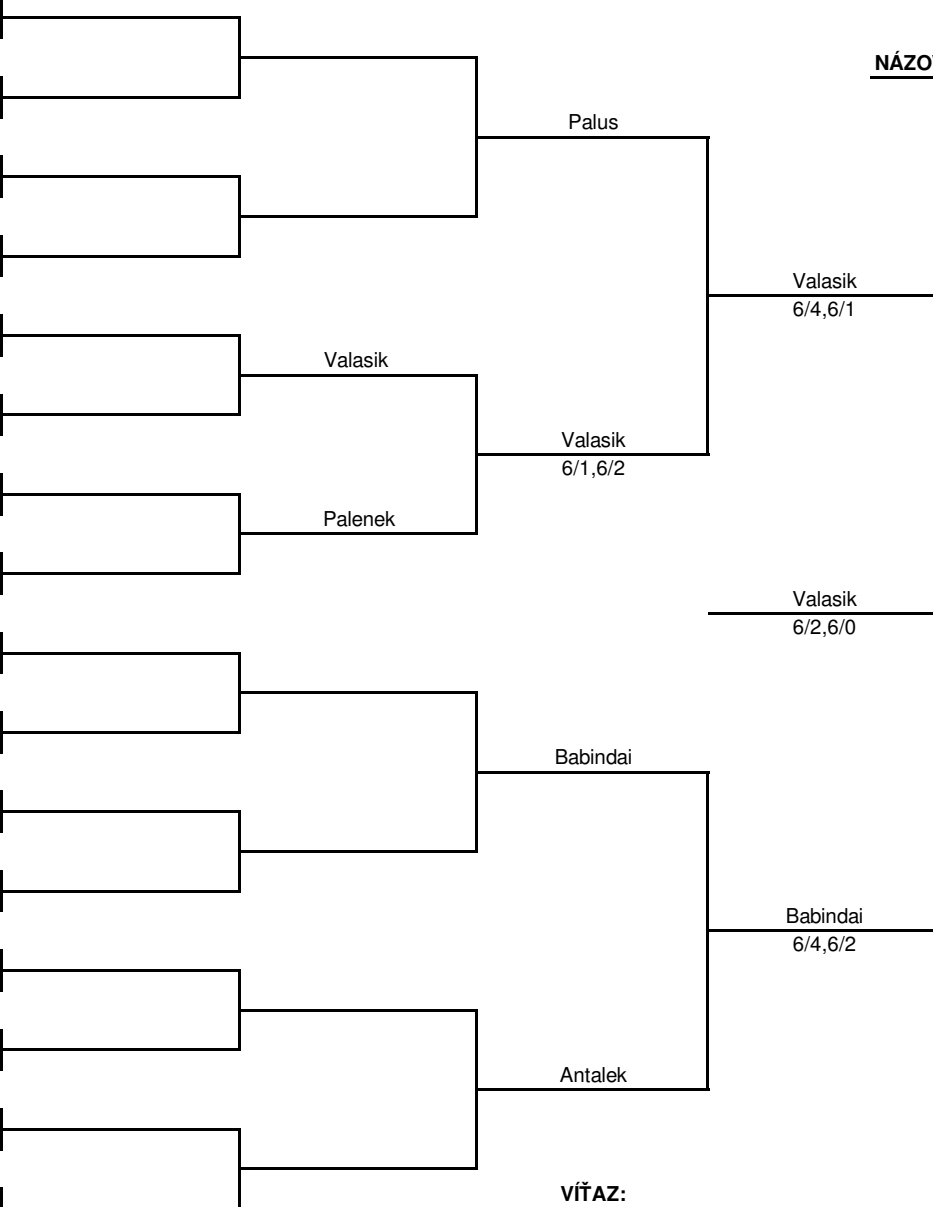 NÁZO
Palus
Valasik
6/4,6/1
Valasik
Valasik
6/1,6/2
Palenek
Valasik
6/2,6/0
Babindai
Babindai
6/4,6/2
Antalek
VÍŤAZ: